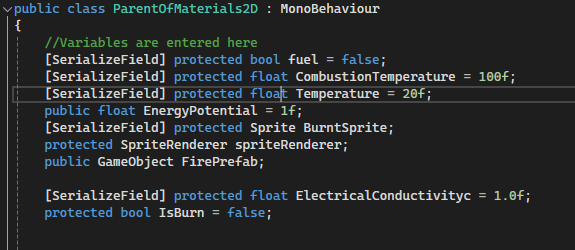 public class ParentOfMaterials2D : MonoBehaviour
{
//Variables are entered here
[SerializeField] protected bool fuel = false;
[SerializeField] protected float CombustionTemperature = 100f;
[SerializeField] protected float Temperature = 20f;
public float EnergyPotential = 1f;
[SerializeField] protected Sprite BurntSprite;
protected SpriteRenderer spriteRenderer;
public GameObject FirePrefab;
[SerializeField] protected float ElectricalConductivityc = 1.0f;
protected bool IsBurn = false;